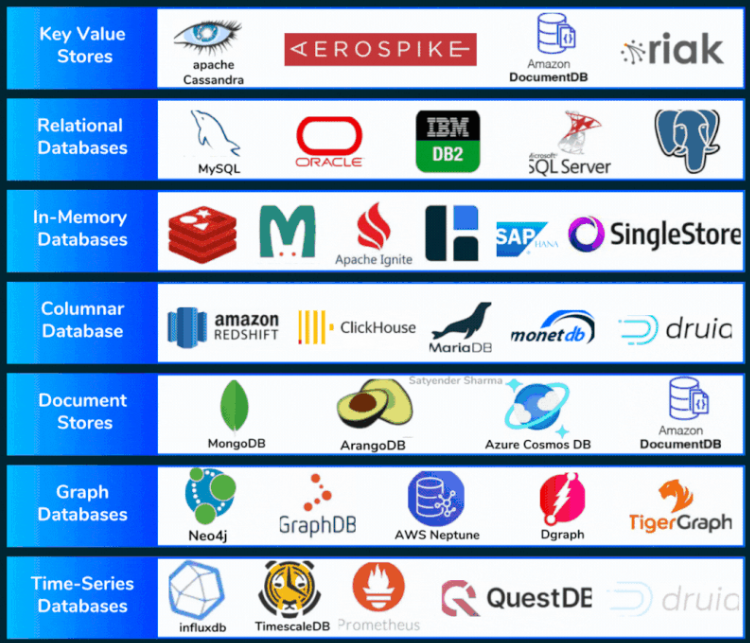 Key Value
Stores
apache
Cassandra
AEROSPIKE
Amazon
DocumentDB
riak
Relational
Databases
MySQL
ORACLE
IBM
DB2
Microsoft
SQL Server
In-Memory
Databases
Apache Ignite
SAP HANA
SingleStore
Columnar
Database
amazon
REDSHIFT
ClickHouse
MariaDB
monetdb
druid
Document
Stores
MongoDB
ArangoDB
Satyender Sharma
Azure Cosmos DB
Amazon
DocumentDB
Graph
Databases
Neo4j
GraphDB
AWS Neptune
Dgraph
TigerGraph
Time-Series
Databases
influxdb
TimescaleDB
Prometheus
QuestDB
druid